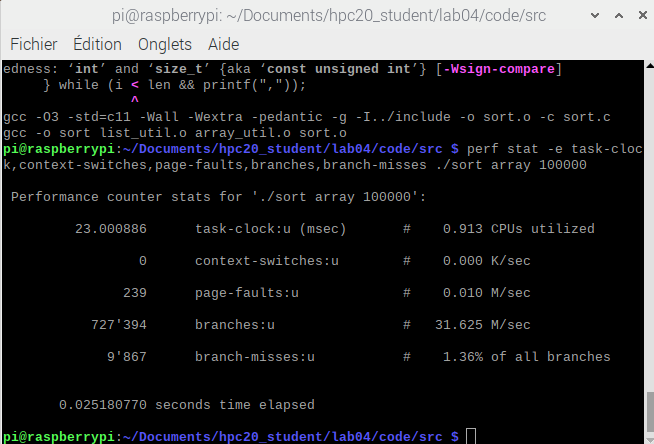 pi@raspberrypi: ~/Documents/hpc20_student/lab04/code/src
Fichier Édition Onglets Aide
edness: ‘int’ and ‘size_t’ {aka ‘const unsigned int’} [-Wsign-compare]
} while (i < len && printf(","));
^
gcc -O3 -std=c11 -Wall -Wextra -pedantic -g -I../include -o sort.o -c sort.c
gcc -o sort list_util.o array_util.o sort.o
pi@raspberrypi:~/Documents/hpc20_student/lab04/code/src $ perf stat -e task-cloc
k,context-switches,page-faults,branches,branch-misses ./sort array 100000
Performance counter stats for './sort array 100000':
23.000886 task-clock:u (msec) # 0.913 CPUs utilized
0 context-switches:u # 0.000 K/sec
239 page-faults:u # 0.010 M/sec
727'394 branches:u # 31.625 M/sec
9'867 branch-misses:u # 1.36% of all branches
0.025180770 seconds time elapsed
pi@raspberrypi:~/Documents/hpc20_student/lab04/code/src $